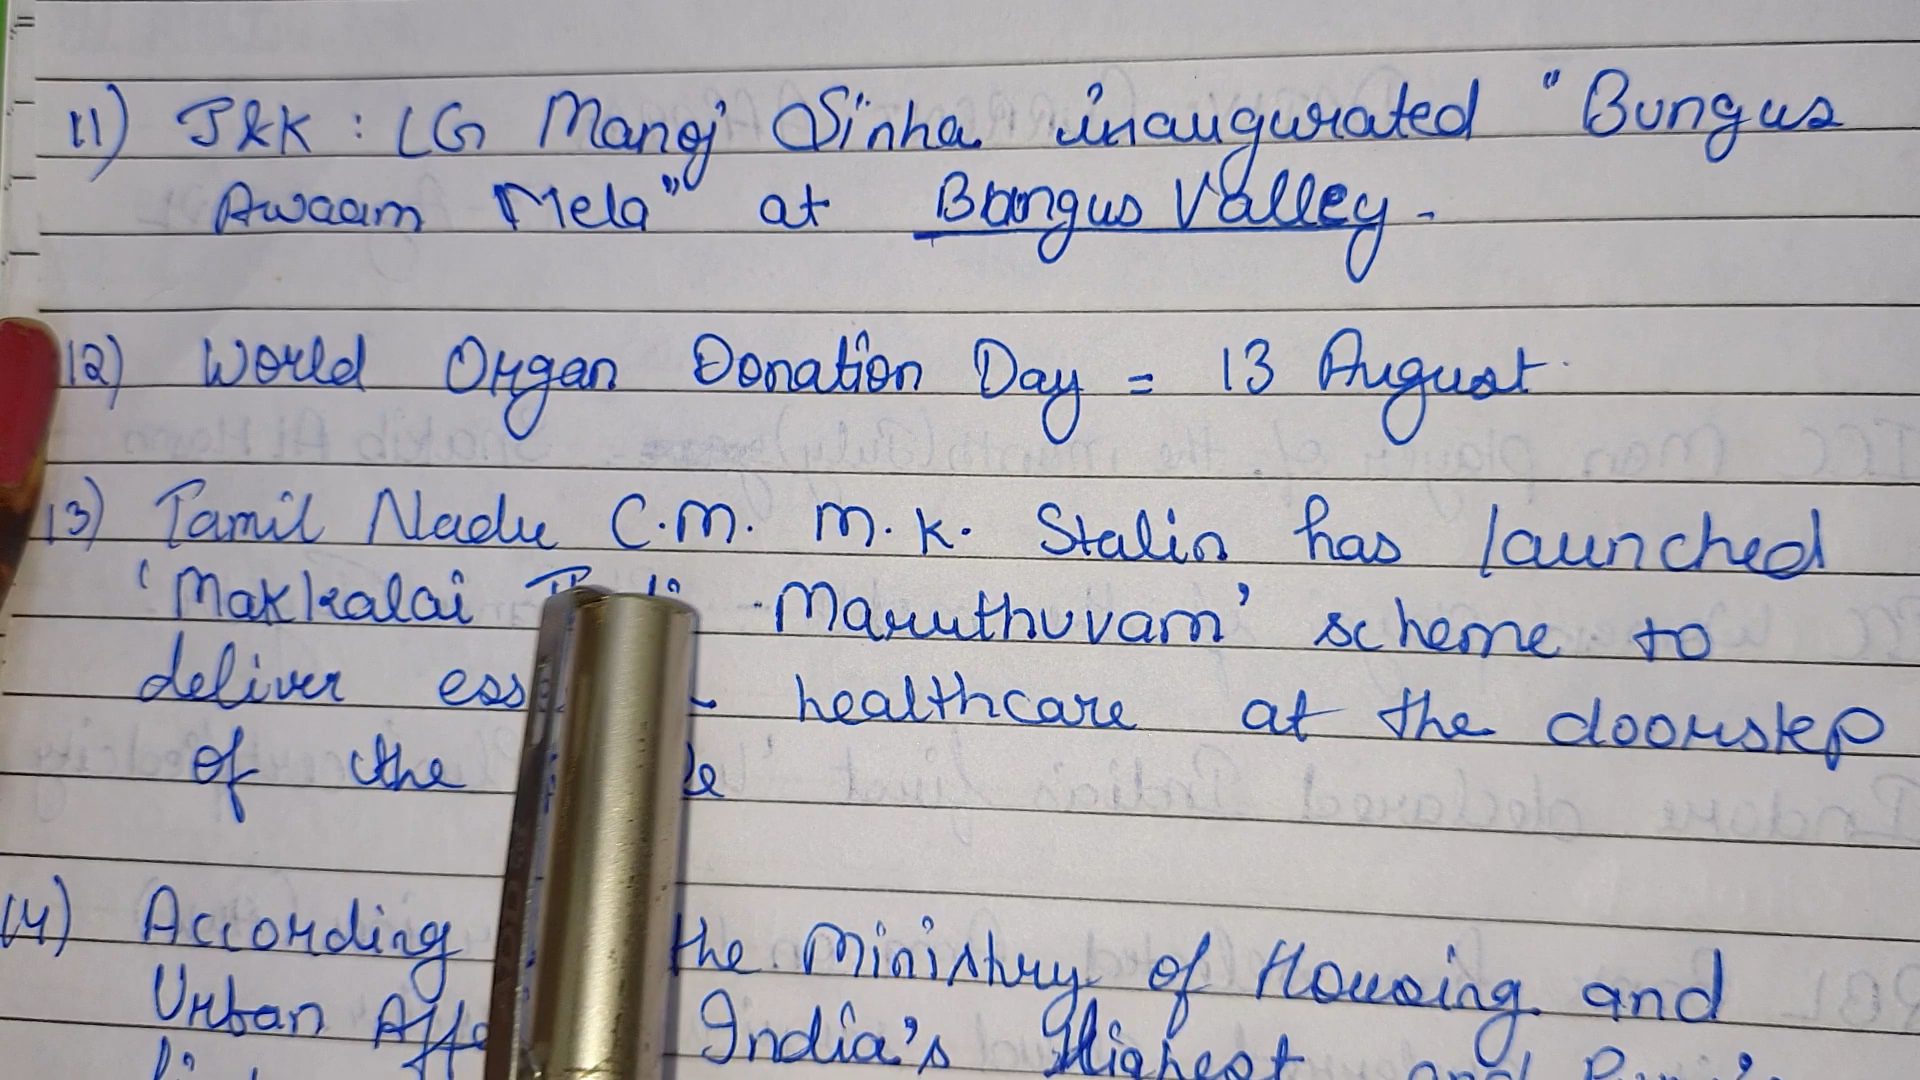 11) J&K : LG Manoj Sinha inaugurated "Bungus
Awaam Mela" at Bangus Valley.
12) World Organ Donation Day = 13 August.
13) Tamil Nadu C.M. M.K. Stalin has launched
'Makkalai Maruthuvam' scheme to
deliver healthcare at the doorstep
of the
14) According the Ministry of Housing and
Urban India's Highest and